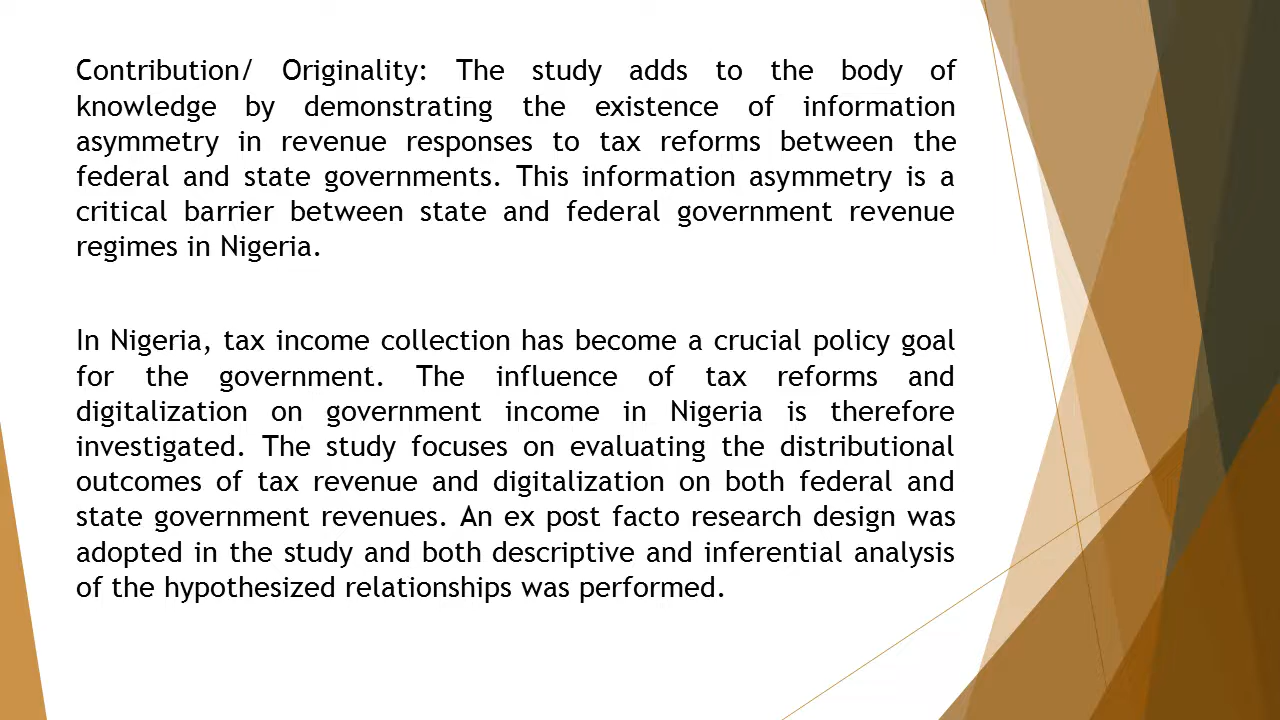 Contribution/ Originality: The study adds to the body of
knowledge by demonstrating the existence of information
asymmetry in revenue responses to tax reforms between the
federal and state governments. This information asymmetry is a
critical barrier between state and federal government revenue
regimes in Nigeria.
In Nigeria, tax income collection has become a crucial policy goal
for the government. The influence of tax reforms and
digitalization on government income in Nigeria is therefore
investigated. The study focuses on evaluating the distributional
outcomes of tax revenue and digitalization on both federal and
state government revenues. An ex post facto research design was
adopted in the study and both descriptive and inferential analysis
of the hypothesized relationships was performed.